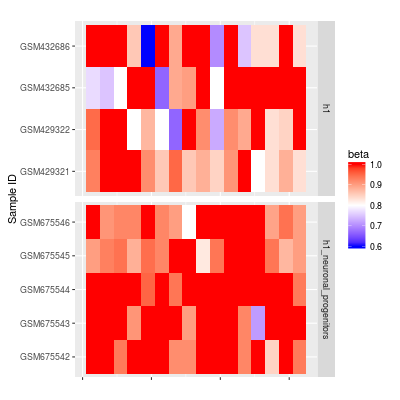 GSM432686
GSM432685
GSM429322
GSM429321
h1
GSM675546
GSM675545
GSM675544
GSM675543
GSM675542
h1_neuronal_progenitors
Sample ID
beta
1.0
0.9
0.8
0.7
0.6